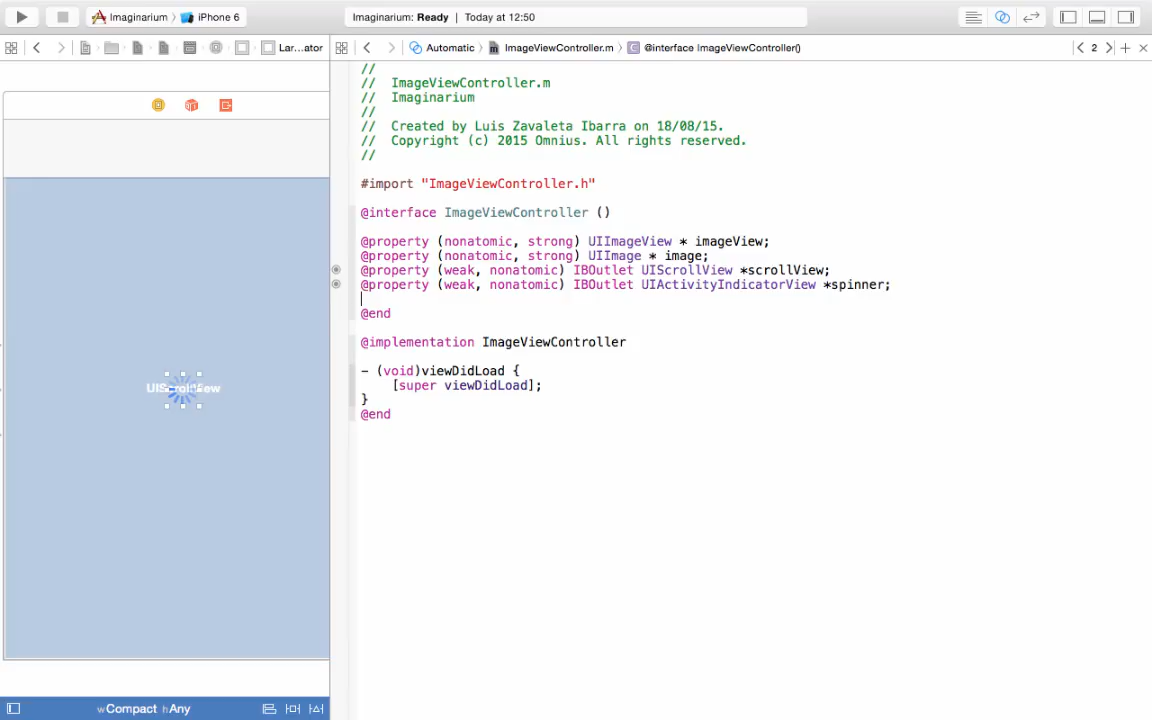 Imaginarium 〉 iPhone 6
Imaginarium: Ready | Today at 12:50
Lar...ator
Automatic 〉 ImageViewController.m 〉 C @interface ImageViewController()
2
//
//  ImageViewController.m
//  Imaginarium
//
//  Created by Luis Zavaleta Ibarra on 18/08/15.
//  Copyright (c) 2015 Omnius. All rights reserved.
//
#import "ImageViewController.h"
@interface ImageViewController ()
@property (nonatomic, strong) UIImageView * imageView;
@property (nonatomic, strong) UIImage * image;
@property (weak, nonatomic) IBOutlet UIScrollView *scrollView;
@property (weak, nonatomic) IBOutlet UIActivityIndicatorView *spinner;
@end
@implementation ImageViewController
- (void)viewDidLoad {
    [super viewDidLoad];
}
@end
UIScrollView
wCompact hAny